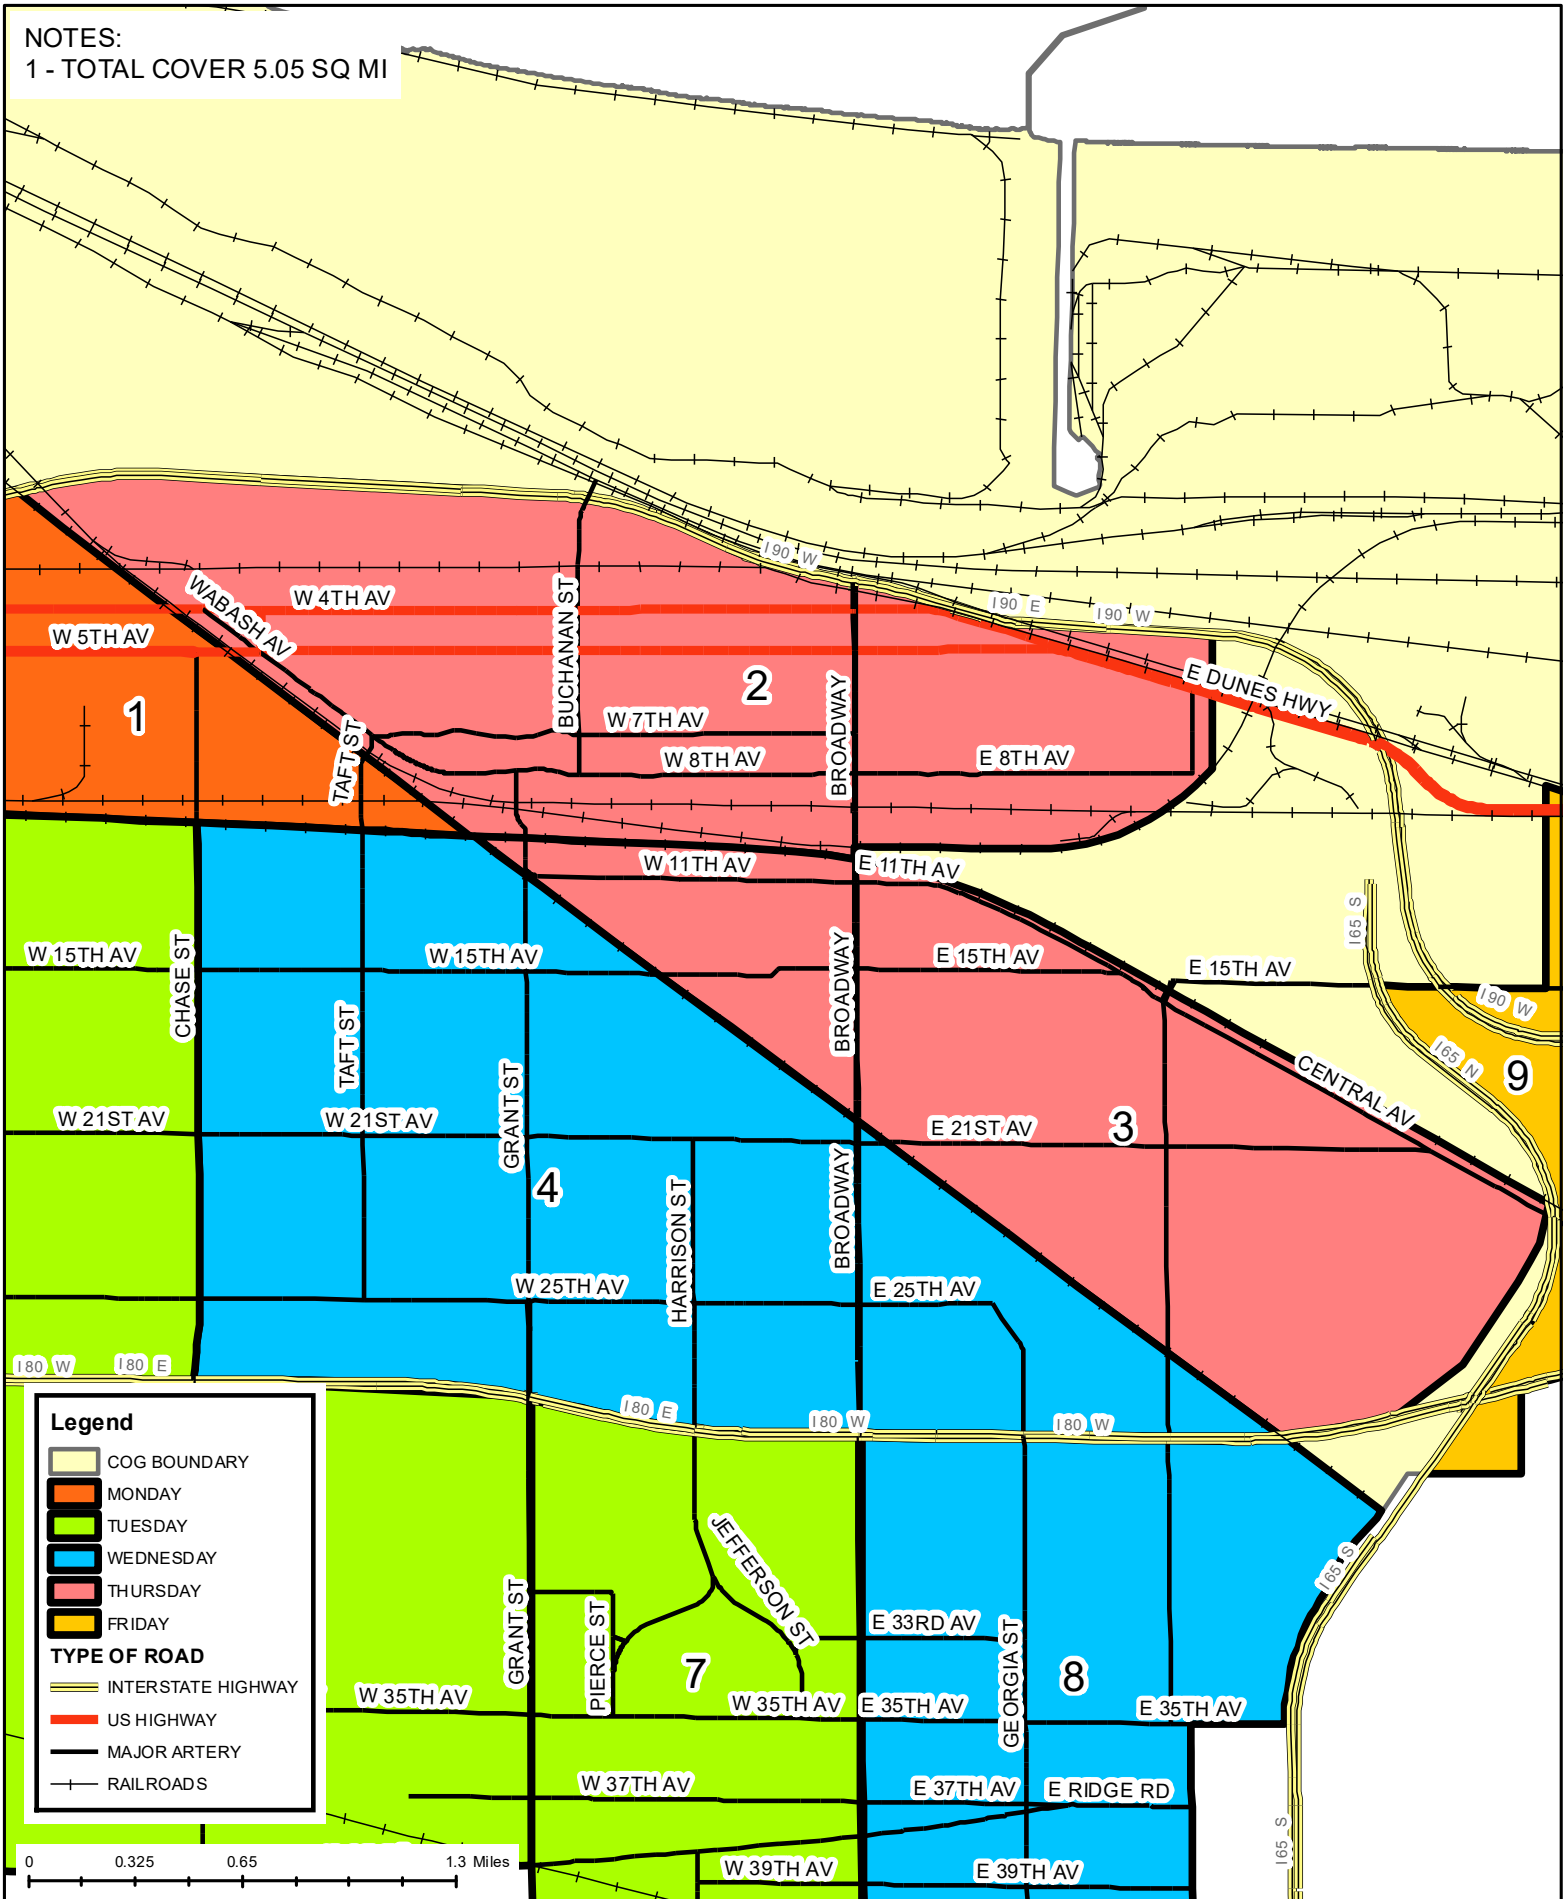 NOTES:
1 - TOTAL COVER 5.05 SQ MI
I 90 W
WABASH AV
W 4TH AV
BUCHANAN ST
I 90 E
I 90 W
W 5TH AV
1
2
E DUNES HWY
BROADWAY
W 7TH AV
TAFT ST
W 8TH AV
E 8TH AV
W 11TH AV
E 11TH AV
I 65 S
W 15TH AV
CHASE ST
W 15TH AV
BROADWAY
E 15TH AV
E 15TH AV
I 90 W
TAFT ST
I 65 N
9
CENTRAL AV
GRANT ST
W 21ST AV
W 21ST AV
E 21ST AV
3
4
HARRISON ST
BROADWAY
W 25TH AV
E 25TH AV
I 80 W
I 80 E
I 80 E
I 80 W
I 80 W
Legend
COG BOUNDARY
MONDAY
TUESDAY
WEDNESDAY
THURSDAY
FRIDAY
TYPE OF ROAD
INTERSTATE HIGHWAY
US HIGHWAY
MAJOR ARTERY
RAILROADS
JEFFERSON ST
I 65 S
GRANT ST
PIERCE ST
E 33RD AV
GEORGIA ST
7
8
W 35TH AV
W 35TH AV
E 35TH AV
E 35TH AV
W 37TH AV
E 37TH AV
E RIDGE RD
I 65 S
W 39TH AV
E 39TH AV
0 0.325 0.65 1.3 Miles